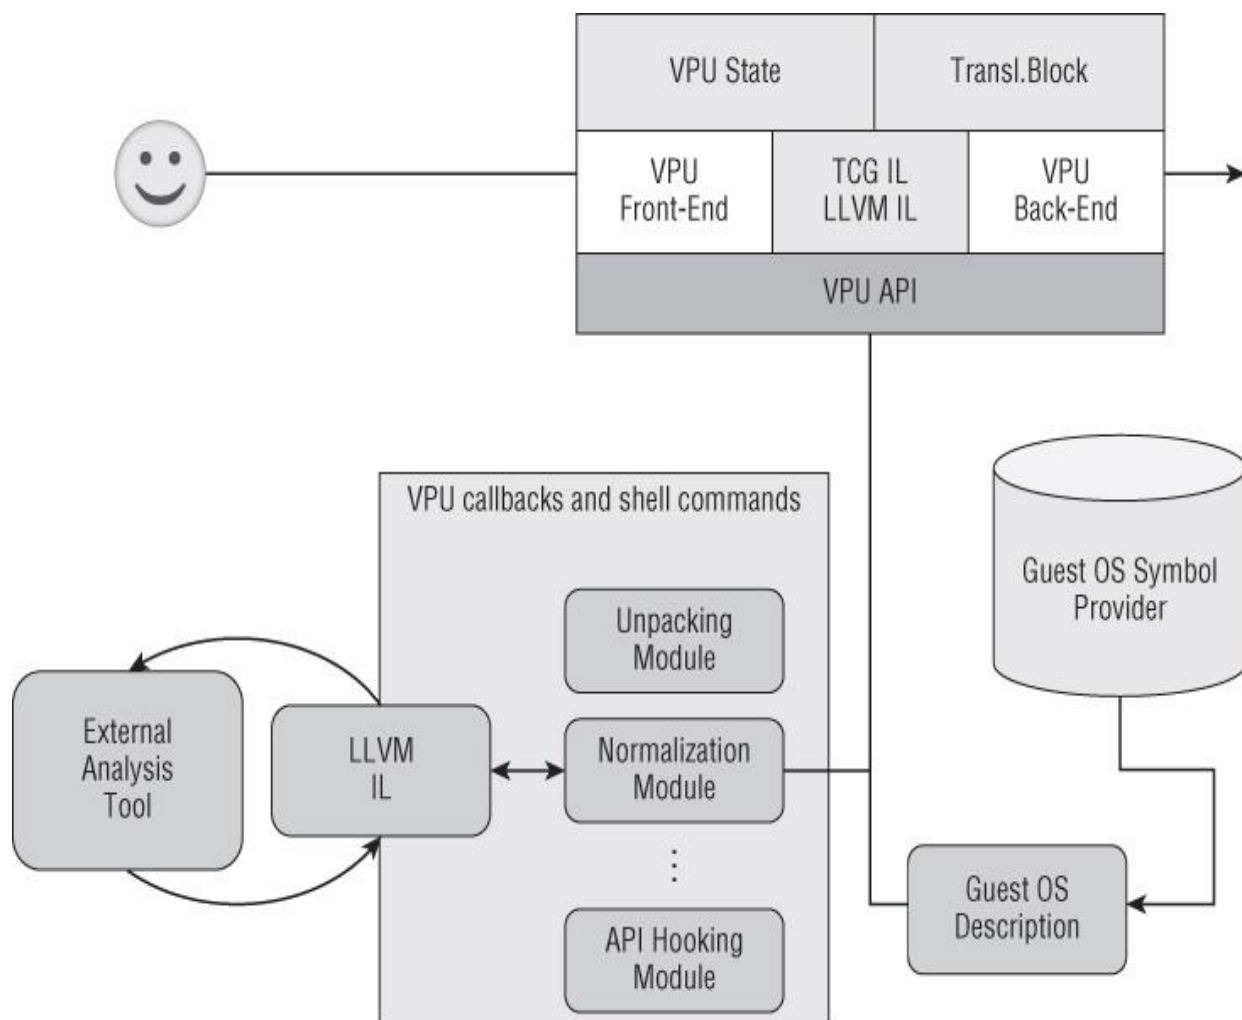 VPU State
Transl.Block
VPU
Front-End
TCG IL
LLVM IL
VPU
Back-End
VPU API
VPU callbacks and shell commands
Guest OS Symbol
Provider
Unpacking
Module
External
Analysis
Tool
LLVM
IL
Normalization
Module
Guest OS
Description
API Hooking
Module